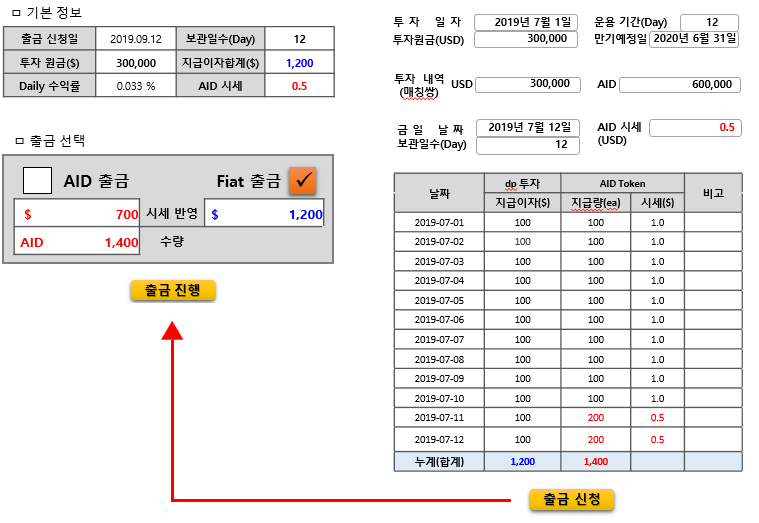 ㅁ 기본 정보
출금 신청일 2019.09.12 보관일수(Day) 12
투자 원금($) 300,000 지급이자합계($) 1,200
Daily 수익률 0.033 % AID 시세 0.5
ㅁ 출금 선택
AID 출금 Fiat 출금
$ 700 시세 반영 $ 1,200
AID 1,400 수량
출금 진행
투 자 일 자 2019년 7월 1일 운용 기간(Day) 12
투자원금(USD) 300,000 만기예정일 2020년 6월 31일
투자 내역 USD 300,000 AID 600,000
(매칭쌍)
금 일 날 짜 2019년 7월 12일 AID 시세 0.5
보관일수(Day) 12 (USD)
날짜 dp 투자 AID Token 비고
지급이자($) 지급량(ea) 시세($)
2019-07-01 100 100 1.0
2019-07-02 100 100 1.0
2019-07-03 100 100 1.0
2019-07-04 100 100 1.0
2019-07-05 100 100 1.0
2019-07-06 100 100 1.0
2019-07-07 100 100 1.0
2019-07-08 100 100 1.0
2019-07-09 100 100 1.0
2019-07-10 100 100 1.0
2019-07-11 100 200 0.5
2019-07-12 100 200 0.5
누계(합계) 1,200 1,400
출금 신청